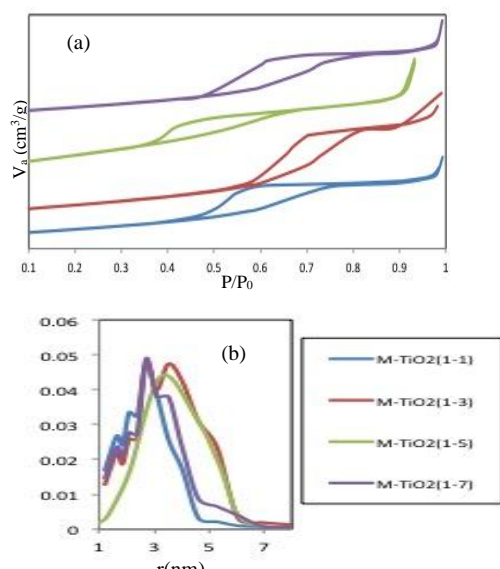 (a)
Va (cm3/g)
0.1 0.2 0.3 0.4 0.5 0.6 0.7 0.8 0.9 1
P/P0
(b)
0.06
0.05
0.04
0.03
0.02
0.01
0
1 3 5 7
r(nm)
M-TiO2(1-1)
M-TiO2(1-3)
M-TiO2(1-5)
M-TiO2(1-7)